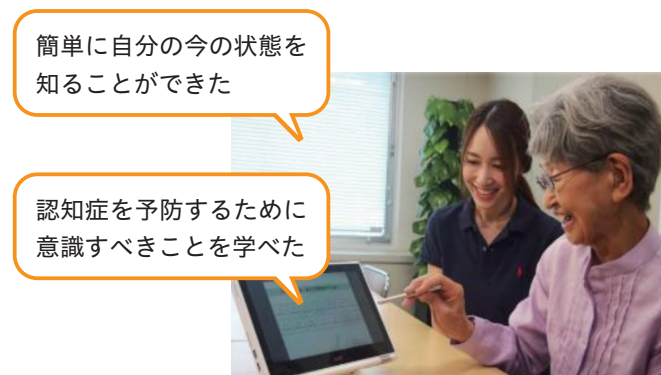 簡単に自分の今の状態を
知ることができた
認知症を予防するために
意識すべきことを学べた